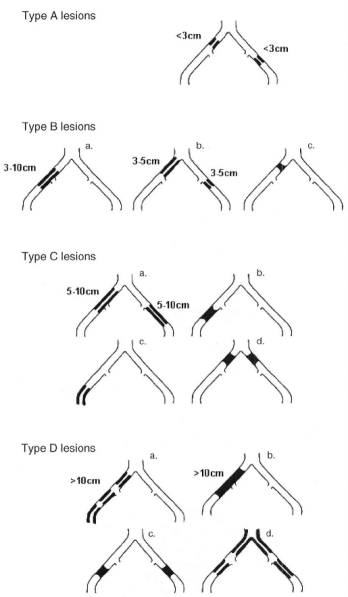 Type A lesions
<3cm
<3cm
Type B lesions
a.
b.
c.
3-10cm
3-5cm
3-5cm
Type C lesions
a.
b.
5-10cm
5-10cm
c.
d.
Type D lesions
a.
b.
>10cm
>10cm
c.
d.